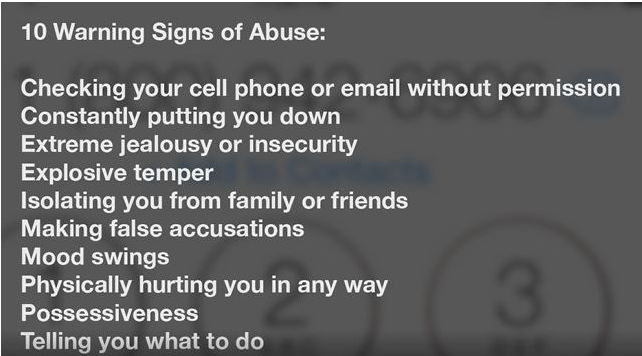 10 Warning Signs of Abuse:
Checking your cell phone or email without permission
Constantly putting you down
Extreme jealousy or insecurity
Explosive temper
Isolating you from family or friends
Making false accusations
Mood swings
Physically hurting you in any way
Possessiveness
Telling you what to do